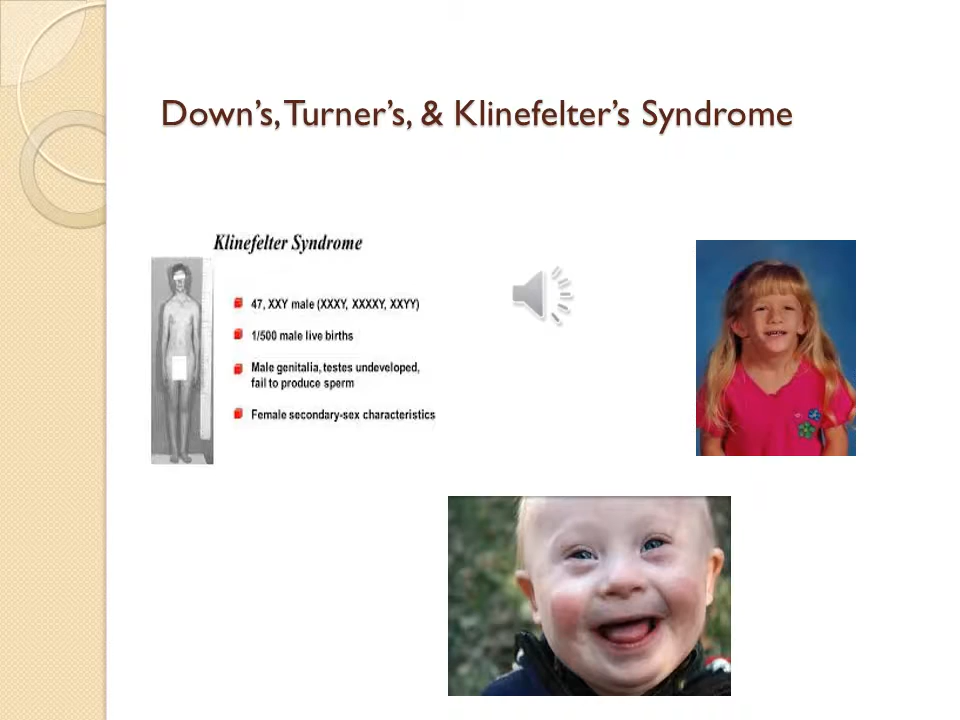 Down's, Turner's, & Klinefelter's Syndrome
Klinefelter Syndrome
47, XXY male (XXXY, XXXXY, XXYY)
1/500 male live births
Male genitalia, testes undeveloped,
fail to produce sperm
Female secondary-sex characteristics